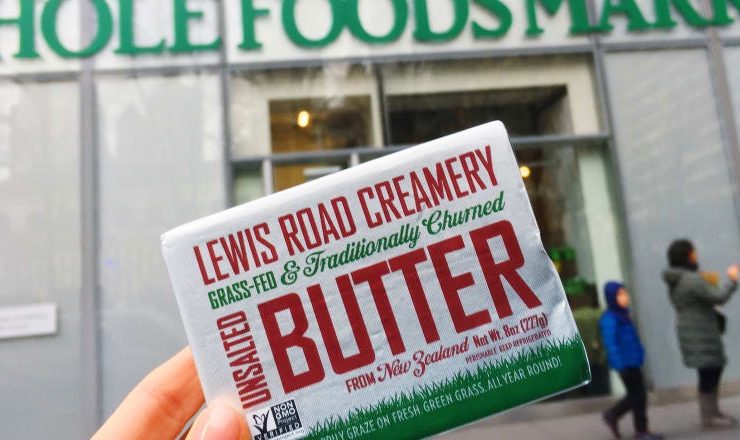 WHOLE FOODS MARK
LEWIS ROAD CREAMERY
GRASS-FED & Traditionally Churned
UNSALTED
BUTTER
FROM New Zealand Net Wt. 8oz (227g)
PERISHABLE KEEP REFRIGERATED
NON
GMO
VERIFIED
GRAZE ON FRESH GREEN GRASS. ALL YEAR ROUND!